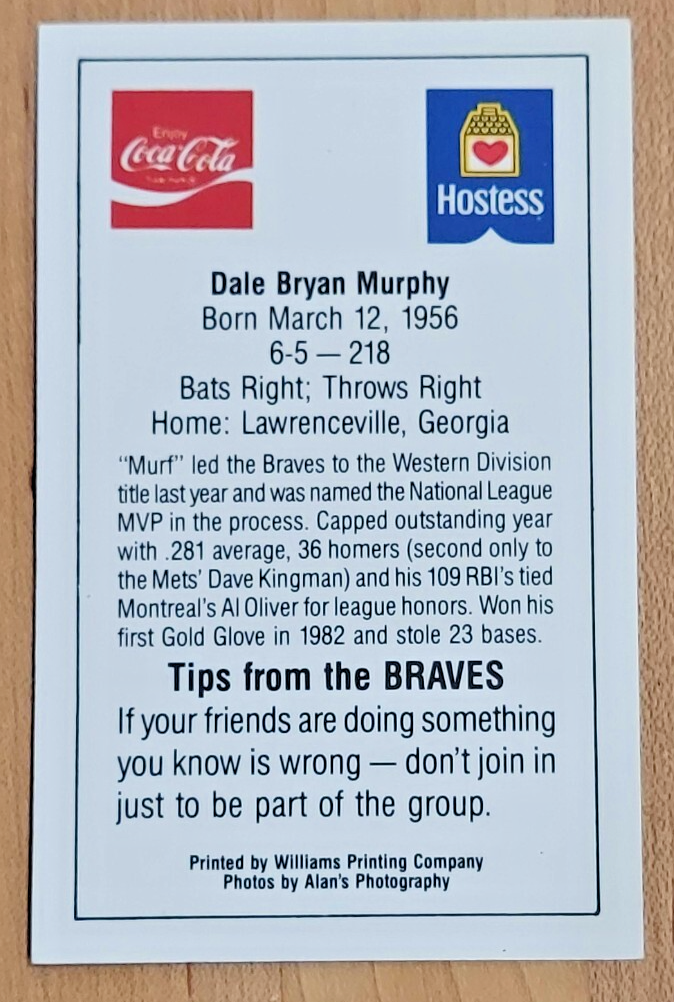 Enjoy
Coca-Cola
Hostess
Dale Bryan Murphy
Born March 12, 1956
6-5 — 218
Bats Right; Throws Right
Home: Lawrenceville, Georgia
“Murf” led the Braves to the Western Division
title last year and was named the National League
MVP in the process. Capped outstanding year
with .281 average, 36 homers (second only to
the Mets’ Dave Kingman) and his 109 RBI’s tied
Montreal’s Al Oliver for league honors. Won his
first Gold Glove in 1982 and stole 23 bases.
Tips from the BRAVES
If your friends are doing something
you know is wrong — don’t join in
just to be part of the group.
Printed by Williams Printing Company
Photos by Alan’s Photography